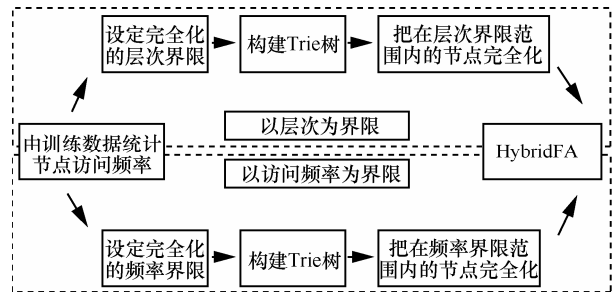 设定完全化
的层次界限
构建Trie树
把在层次界限范
围内的节点完全化
以层次为界限
由训练数据统计
节点访问频率
HybridFA
以访问频率为界限
设定完全化
的频率界限
构建Trie树
把在频率界限范
围内的节点完全化